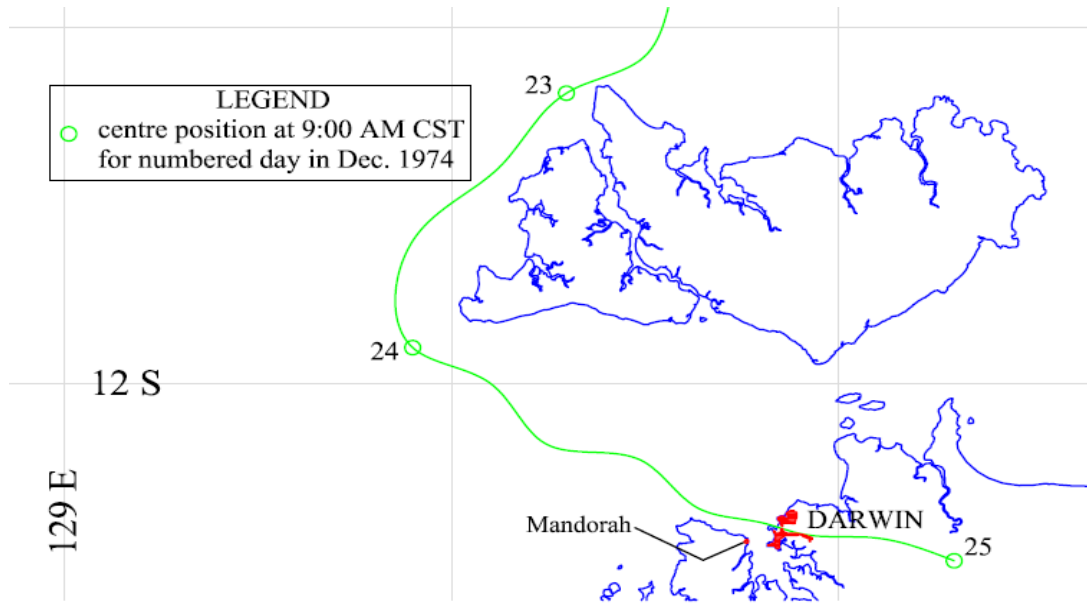 23
LEGEND
centre position at 9:00 AM CST
for numbered day in Dec. 1974
24
12 S
129 E
Mandorah
DARWIN
25